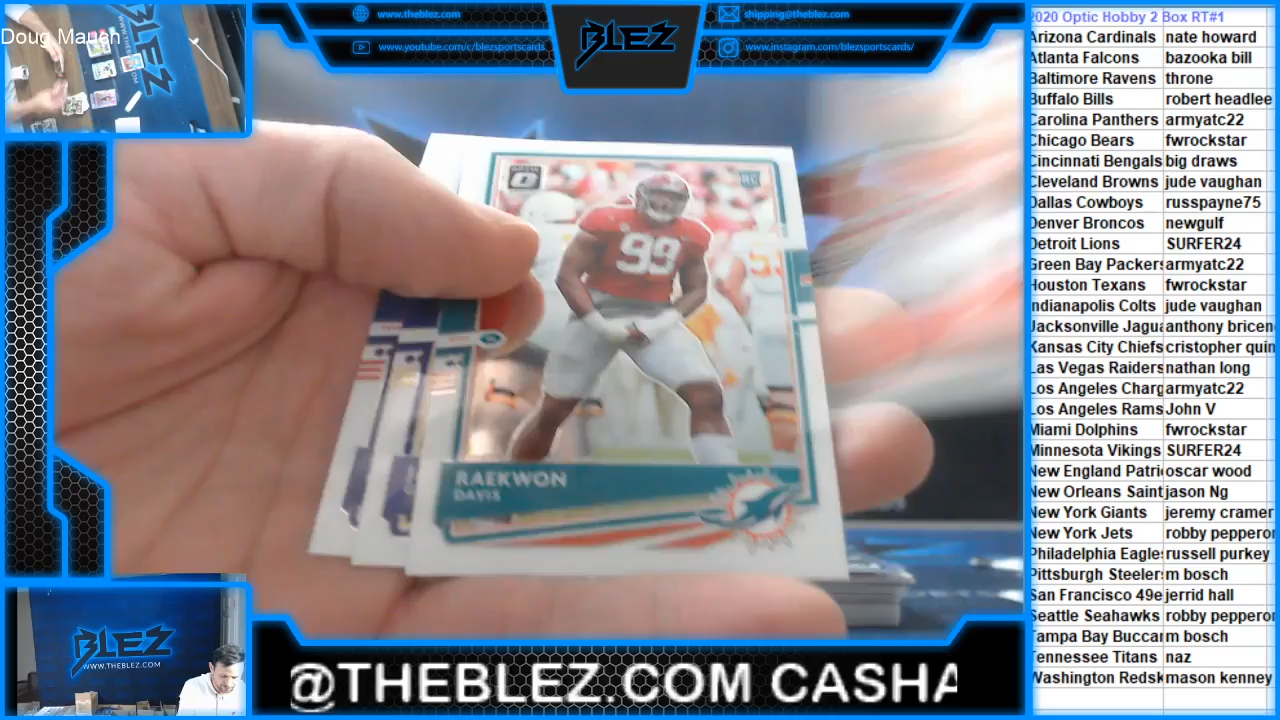 Doug Mauah
BLEZ
www.theblez.com
shipping@theblez.com
www.youtube.com/c/blezsportscards
www.instagram.com/blezsportscards/
BLEZ
RC
99
RAEKWON
DAVIS
BLEZ
WWW.THEBLEZ.COM
@THEBLEZ.COM CASHA
2020 Optic Hobby 2 Box RT#1
Arizona Cardinals nate howard
Atlanta Falcons bazooka bill
Baltimore Ravens throne
Buffalo Bills robert headlee
Carolina Panthers armyatc22
Chicago Bears fwrockstar
Cincinnati Bengals big draws
Cleveland Browns jude vaughan
Dallas Cowboys russpayne75
Denver Broncos newgulf
Detroit Lions SURFER24
Green Bay Packers armyatc22
Houston Texans fwrockstar
Indianapolis Colts jude vaughan
Jacksonville Jagua anthony bricen
Kansas City Chiefs cristopher quin
Las Vegas Raiders nathan long
Los Angeles Charg armyatc22
Los Angeles Rams John V
Miami Dolphins fwrockstar
Minnesota Vikings SURFER24
New England Patri oscar wood
New Orleans Saint jason Ng
New York Giants jeremy cramer
New York Jets robby peppero
Philadelphia Eagle russell purkey
Pittsburgh Steeler m bosch
San Francisco 49e jerrid hall
Seattle Seahawks robby peppero
Tampa Bay Buccar m bosch
Tennessee Titans naz
Washington Redsk mason kenney